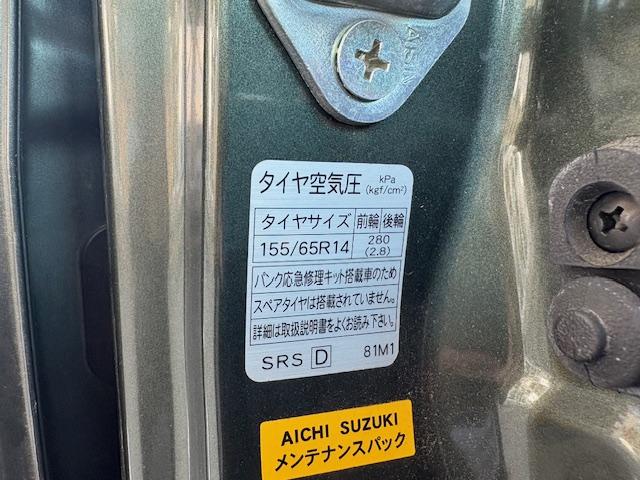 AISIN
タイヤ空気圧 kPa (kgf/cm²)
タイヤサイズ 前輪 後輪
155/65R14 280 (2.8)
パンク応急修理キット搭載車のため
スペアタイヤは搭載されていません。
詳細は取扱説明書をよくお読み下さい。
SRS D 81M1
AICHI SUZUKI
メンテナンスパック